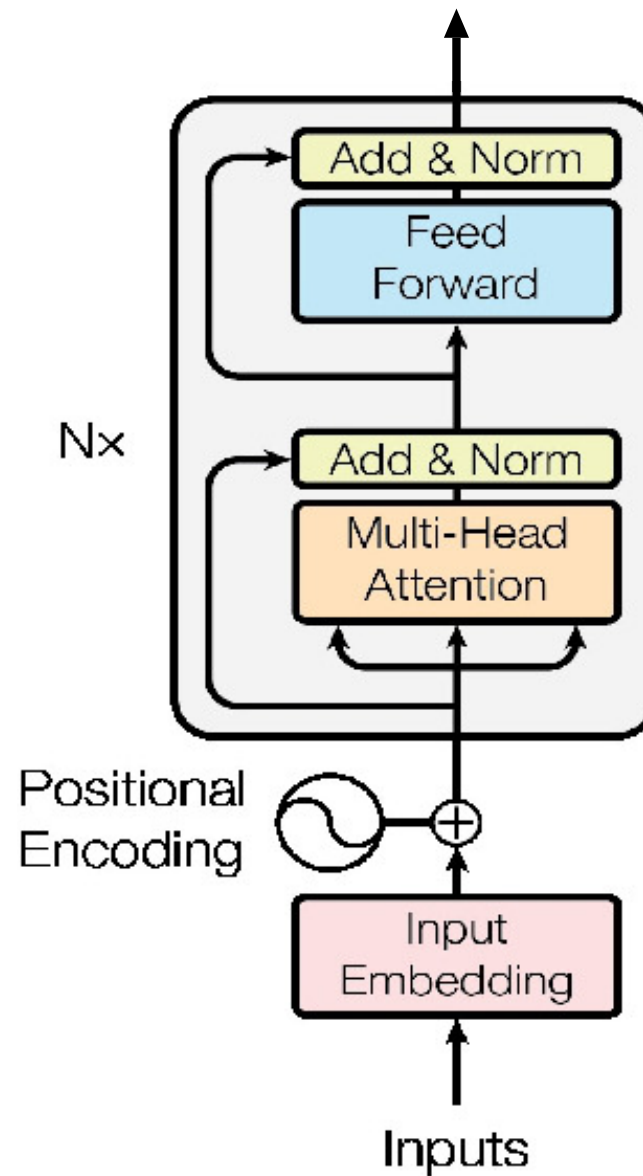 Add & Norm
Feed
Forward
Nx
Add & Norm
Multi-Head
Attention
Positional
Encoding
Input
Embedding
Inputs